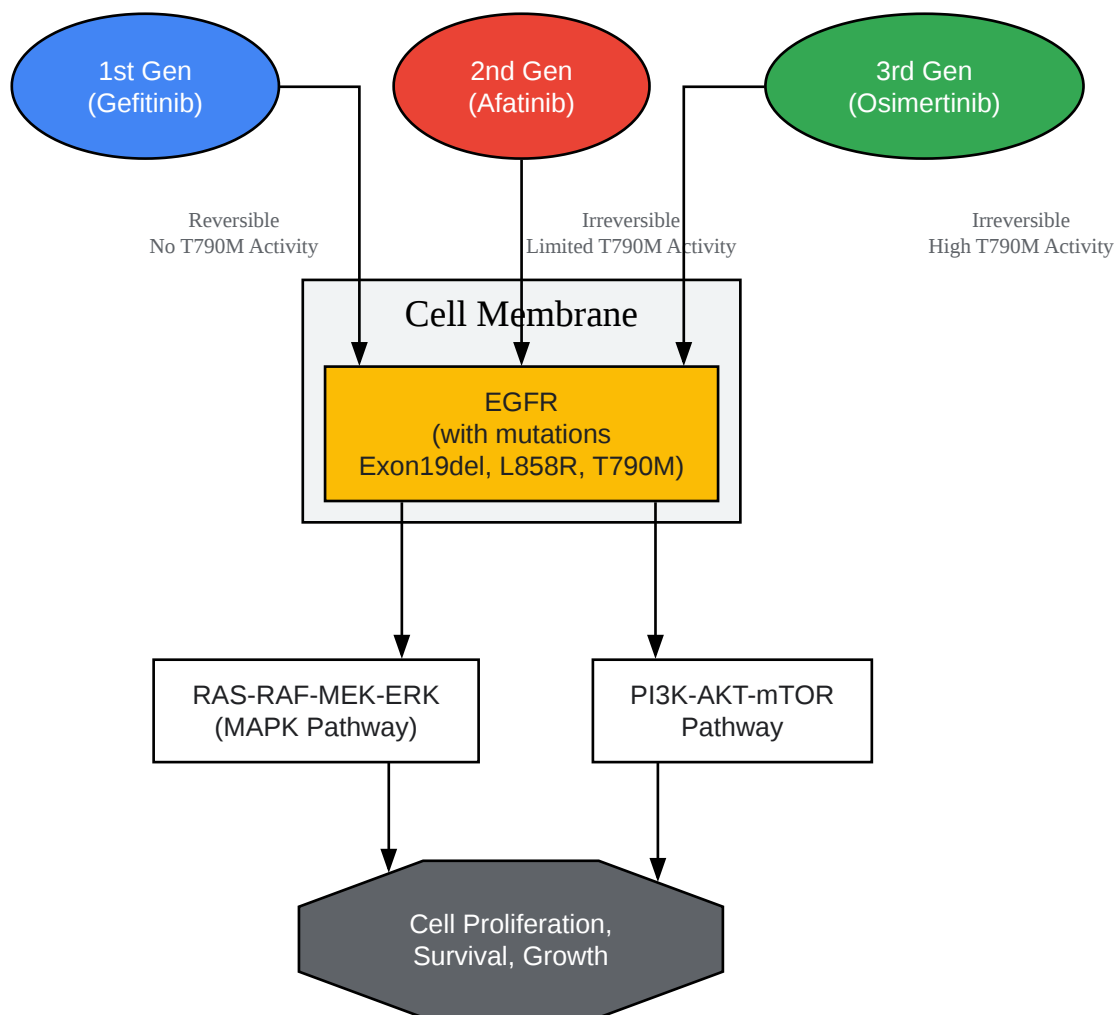 1st Gen
(Gefitinib)
2nd Gen
(Afatinib)
3rd Gen
(Osimertinib)
Reversible
No T790M Activity
Irreversible
Limited T790M Activity
Irreversible
High T790M Activity
Cell Membrane
EGFR
(with mutations
Exon19del, L858R, T790M)
RAS-RAF-MEK-ERK
(MAPK Pathway)
PI3K-AKT-mTOR
Pathway
Cell Proliferation,
Survival, Growth